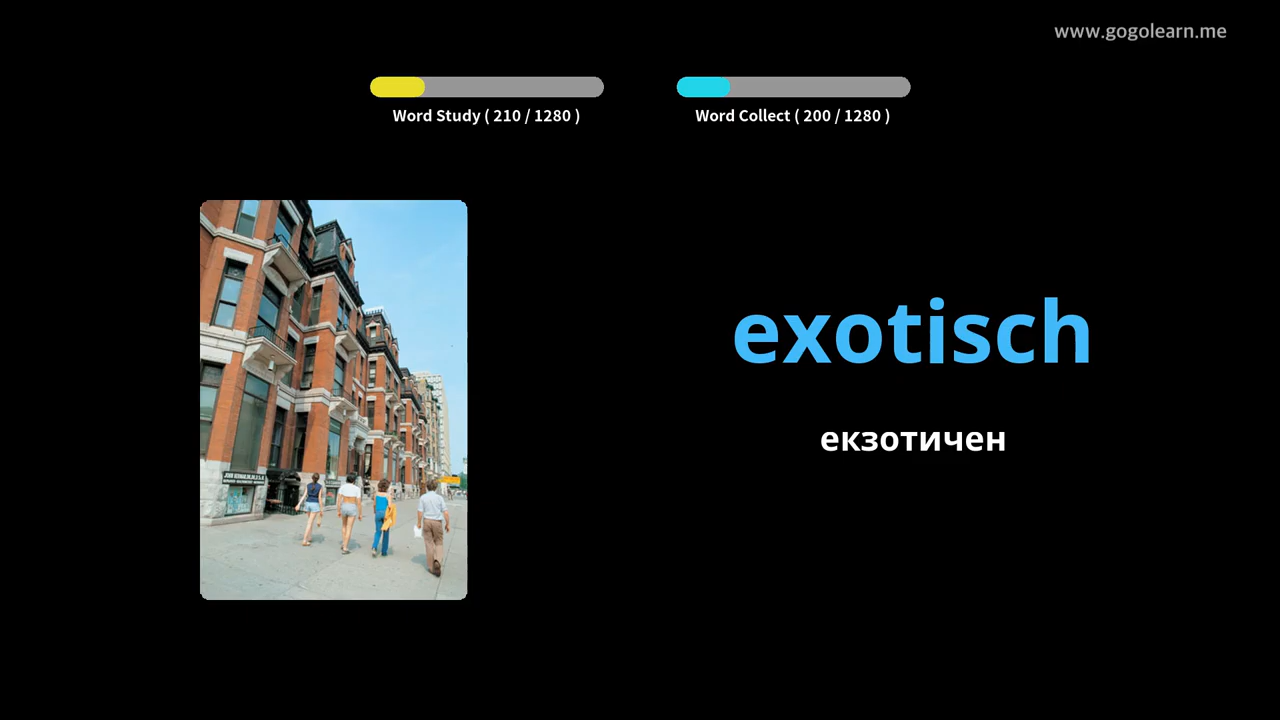 www.gogolearn.me
Word Study ( 210 / 1280 )
Word Collect ( 200 / 1280 )
exotisch
екзотичен